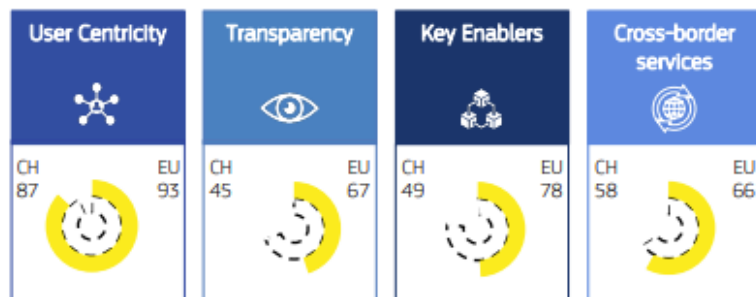 User Centricity
CH EU
87 93
Transparency
CH EU
45 67
Key Enablers
CH EU
49 78
Cross-border
services
CH EU
58 66